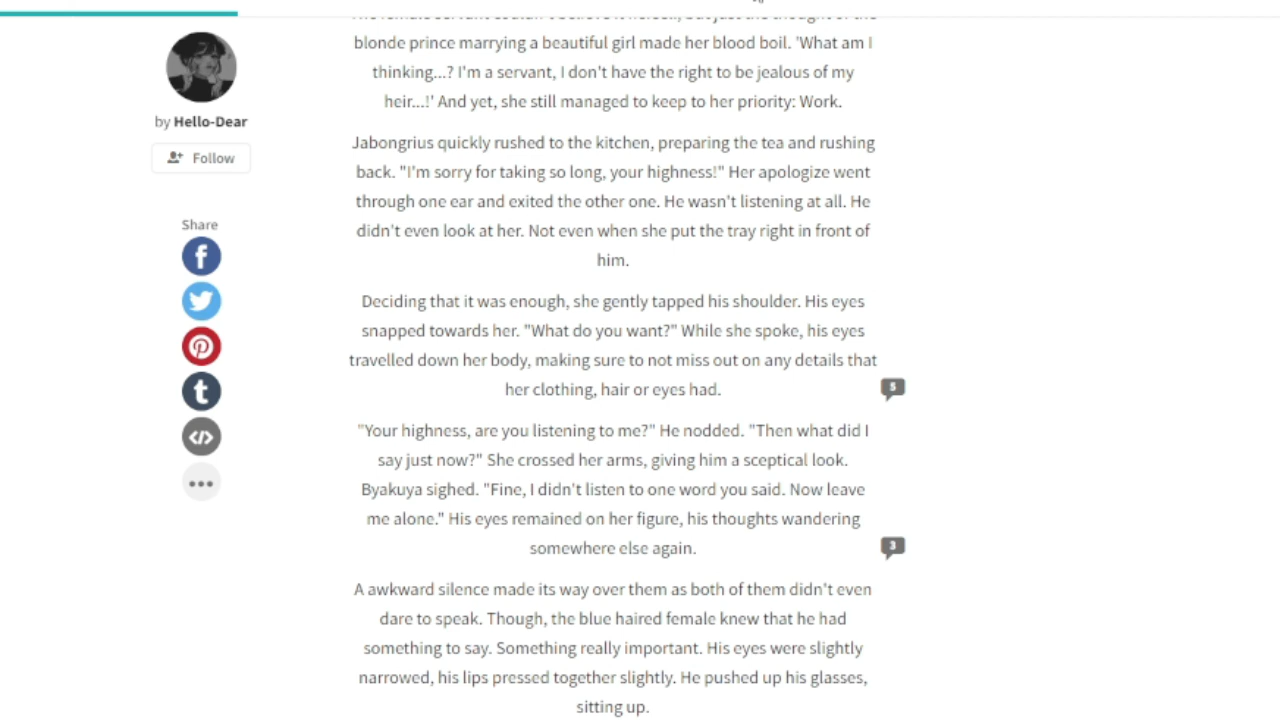 blonde prince marrying a beautiful girl made her blood boil. 'What am I
thinking...? I'm a servant, I don't have the right to be jealous of my
heir...!' And yet, she still managed to keep to her priority: Work.
by Hello-Dear
Follow
Share
Jabongrius quickly rushed to the kitchen, preparing the tea and rushing
back. "I'm sorry for taking so long, your highness!" Her apologize went
through one ear and exited the other one. He wasn't listening at all. He
didn't even look at her. Not even when she put the tray right in front of
him.
Deciding that it was enough, she gently tapped his shoulder. His eyes
snapped towards her. "What do you want?" While she spoke, his eyes
travelled down her body, making sure to not miss out on any details that
her clothing, hair or eyes had.
5
"Your highness, are you listening to me?" He nodded. "Then what did I
say just now?" She crossed her arms, giving him a sceptical look.
Byakuya sighed. "Fine, I didn't listen to one word you said. Now leave
me alone." His eyes remained on her figure, his thoughts wandering
somewhere else again.
3
A awkward silence made its way over them as both of them didn't even
dare to speak. Though, the blue haired female knew that he had
something to say. Something really important. His eyes were slightly
narrowed, his lips pressed together slightly. He pushed up his glasses,
sitting up.